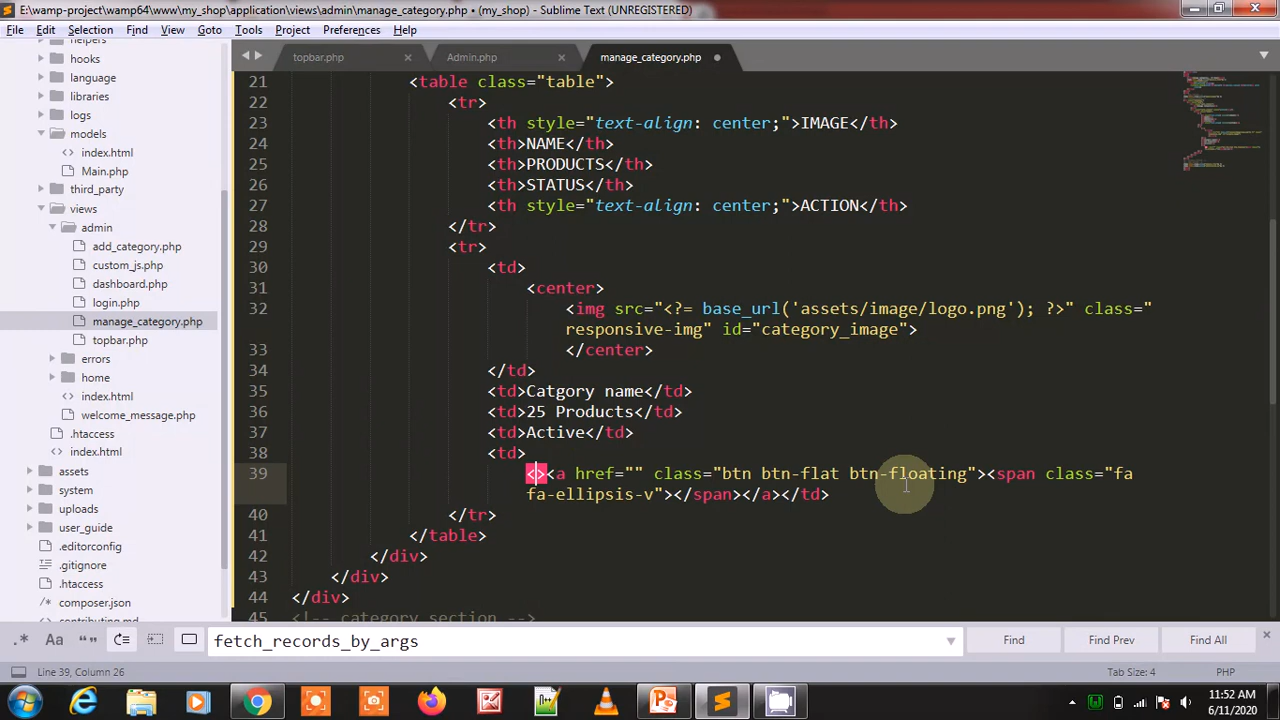 E:\wamp-project\wamp64\www\my_shop\application\views\admin\manage_category.php • (my_shop) - Sublime Text (UNREGISTERED)
File Edit Selection Find View Goto Tools Project Preferences Help
helpers
hooks
language
libraries
logs
models
index.html
Main.php
third_party
views
admin
add_category.php
custom_js.php
dashboard.php
login.php
manage_category.php
topbar.php
errors
home
index.html
welcome_message.php
.htaccess
index.html
assets
system
uploads
user_guide
.editorconfig
.gitignore
.htaccess
composer.json
contributing.md
topbar.php Admin.php manage_category.php
21 <table class="table">
22 <tr>
23 <th style="text-align: center;">IMAGE</th>
24 <th>NAME</th>
25 <th>PRODUCTS</th>
26 <th>STATUS</th>
27 <th style="text-align: center;">ACTION</th>
28 </tr>
29 <tr>
30 <td>
31 <center>
32 <img src="<?= base_url('assets/image/logo.png'); ?>" class="
responsive-img" id="category_image">
33 </center>
34 </td>
35 <td>Catgory name</td>
36 <td>25 Products</td>
37 <td>Active</td>
38 <td>
39 <><a href="" class="btn btn-flat btn-floating"><span class="fa
fa-ellipsis-v"></span></a></td>
40 </tr>
41 </table>
42 </div>
43 </div>
44 </div>
45 <!-- category section -->
.* Aa “” fetch_records_by_args Find Find Prev Find All
Line 39, Column 26 Tab Size: 4 PHP
11:52 AM
6/11/2020